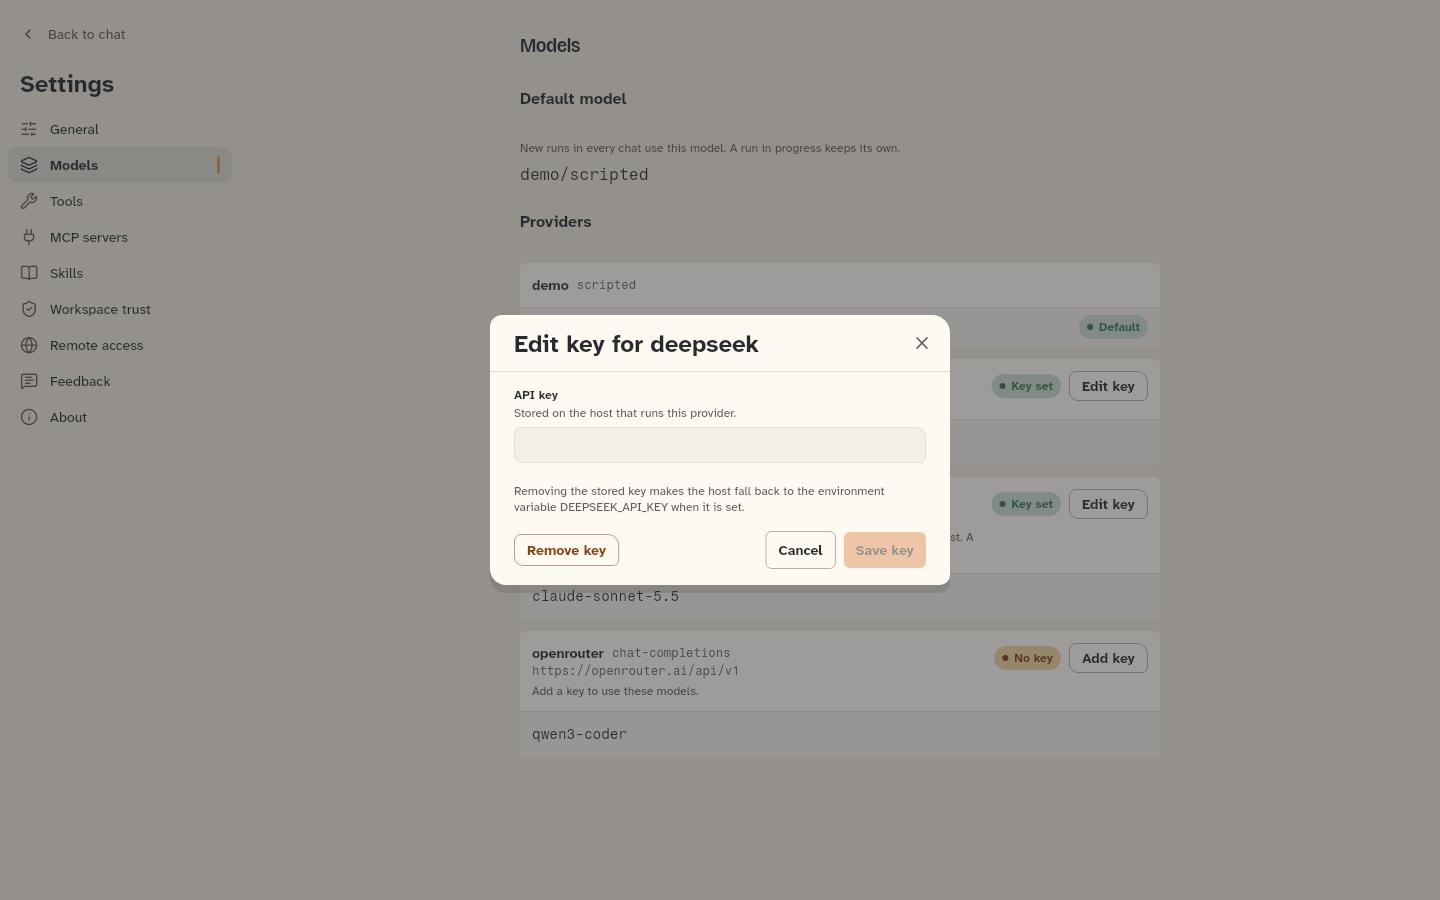 Back to chat
Settings
General
Models
Tools
MCP servers
Skills
Workspace trust
Remote access
Feedback
About
Models
Default model
New runs in every chat use this model. A run in progress keeps its own.
demo/scripted
Providers
demo scripted
Default
Key set Edit key
Key set Edit key
st. A
claude-sonnet-5.5
openrouter chat-completions
https://openrouter.ai/api/v1
Add a key to use these models.
No key Add key
qwen3-coder
Edit key for deepseek
API key
Stored on the host that runs this provider.
Removing the stored key makes the host fall back to the environment
variable DEEPSEEK_API_KEY when it is set.
Remove key Cancel Save key